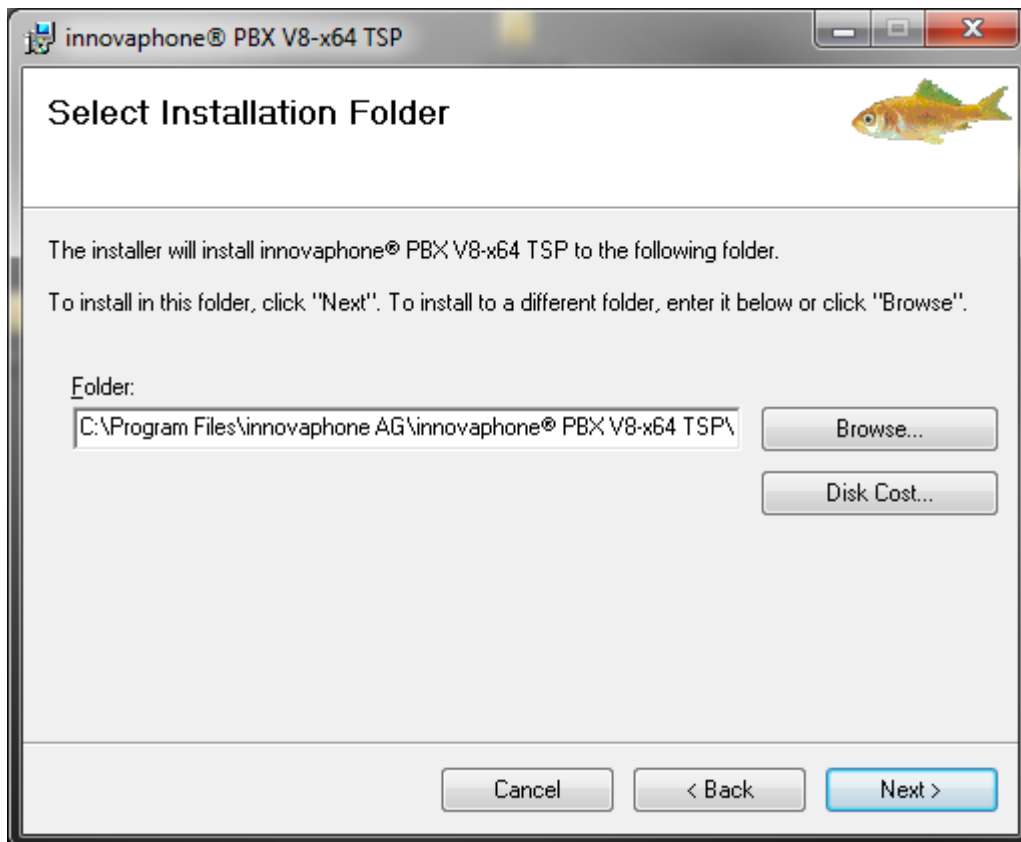 innovaphone® PBX V8-x64 TSP
Select Installation Folder
The installer will install innovaphone® PBX V8-x64 TSP to the following folder.
To install in this folder, click "Next". To install to a different folder, enter it below or click "Browse".
Folder:
C:\Program Files\innovaphone AG\innovaphone® PBX V8-x64 TSP\
Browse...
Disk Cost...
Cancel
< Back
Next >